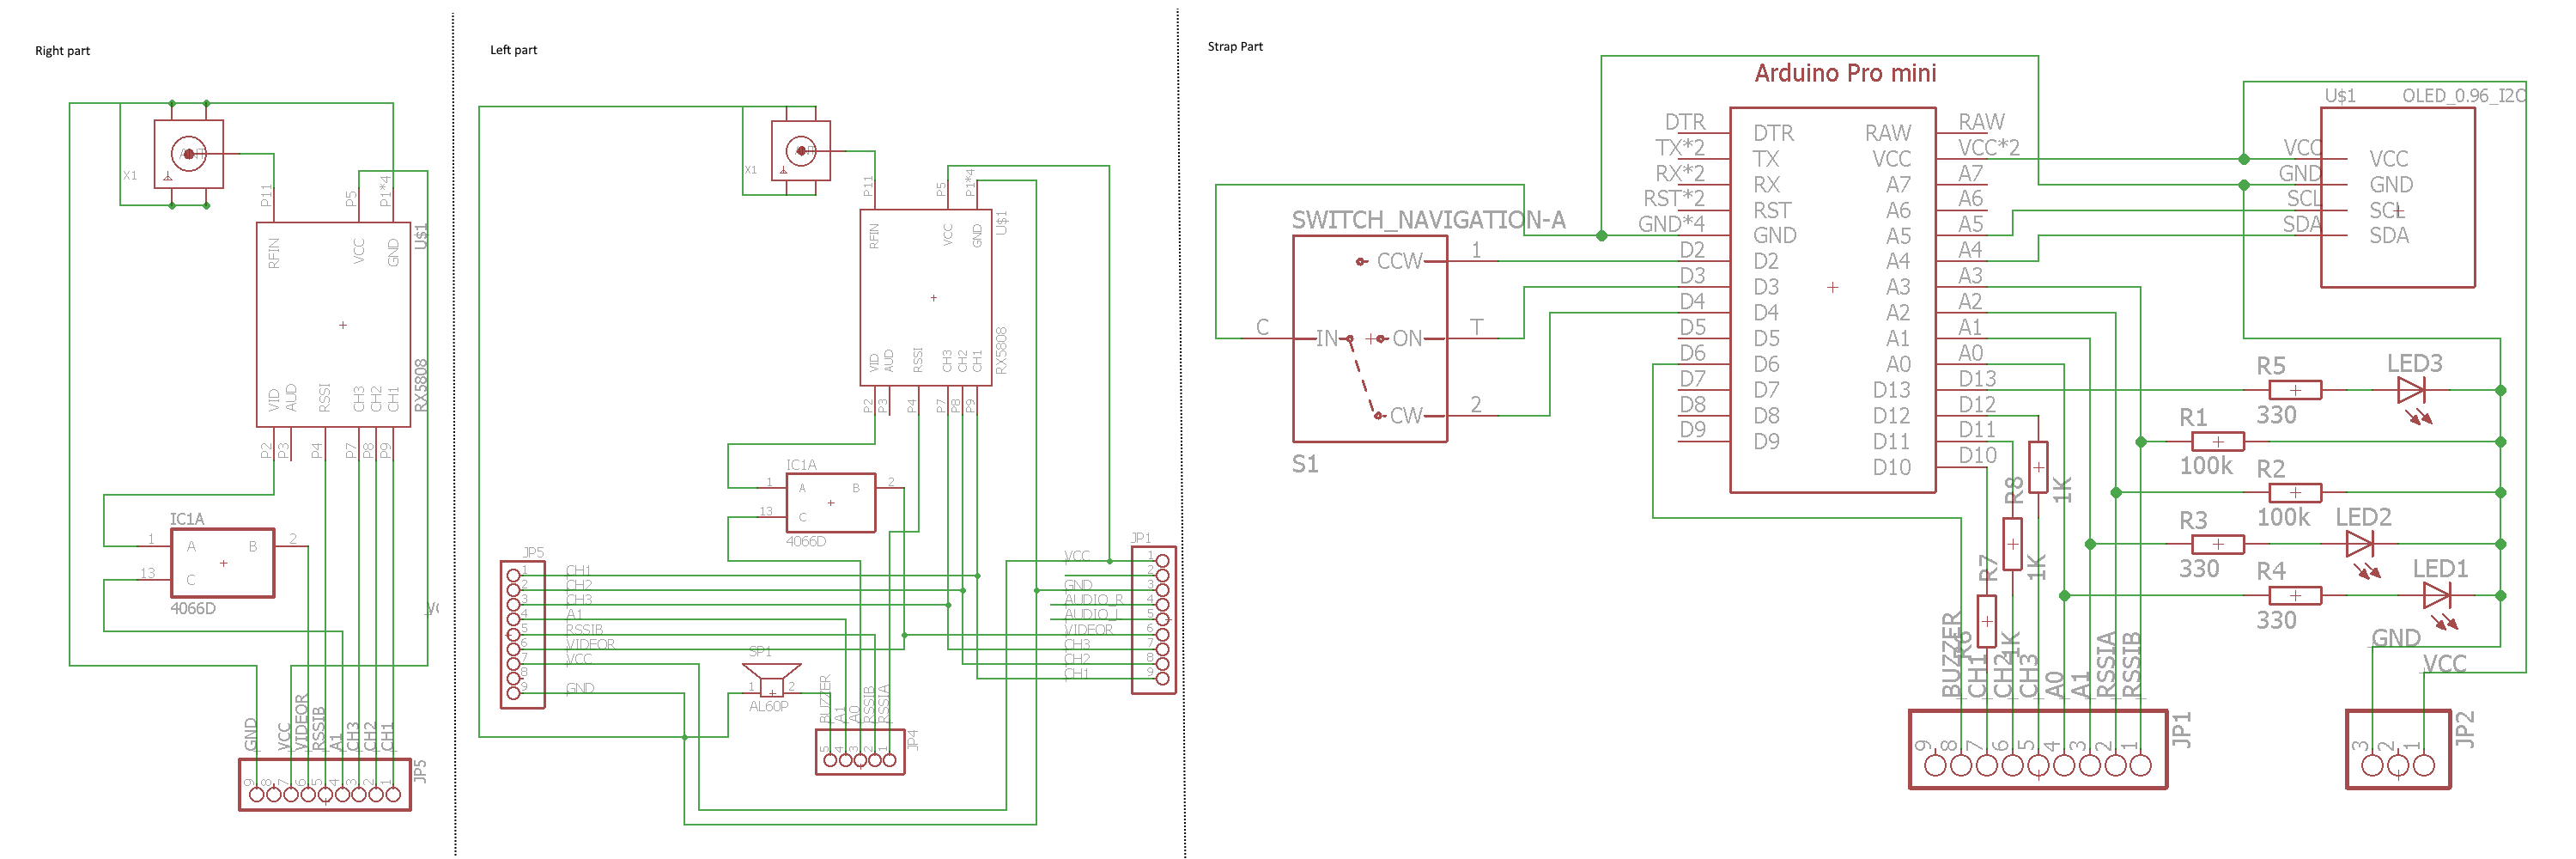 Right part
X1
P11
P5
P1*4
RFIN
VCC
GND
U$1
RX5808
VID
AUD
RSSI
CH3
CH2
CH1
P2
P3
P4
P7
P8
P9
IC1A
1
A
B
2
13
C
4066D
GND
VCC
VIDEOR
RSSIB
A1
CH3
CH2
CH1
9
8
7
6
5
4
3
2
1
JP5
Left part
X1
P11
P5
P1*4
RFIN
VCC
GND
U$1
RX5808
VID
AUD
RSSI
CH3
CH2
CH1
P2
P3
P4
P7
P8
P9
IC1A
1
A
B
2
13
C
4066D
JP5
1
CH1
2
CH2
3
CH3
4
A1
5
RSSIB
6
VIDEOR
7
VCC
8
9
GND
SP1
1
2
AL60P
BUZZER
A1
A0
RSSIB
RSSIA
5
4
3
2
1
JP4
JP1
VCC
1
2
GND
3
AUDIO_R
4
AUDIO_L
5
VIDEOR
6
CH3
7
CH2
8
CH1
9
Strap Part
SWITCH_NAVIGATION-A
CCW
1
C
IN
ON
T
CW
2
S1
Arduino Pro mini
DTR
TX*2
RX*2
RST*2
GND*4
D2
D3
D4
D5
D6
D7
D8
D9
DTR
TX
RX
RST
GND
D2
D3
D4
D5
D6
D7
D8
D9
RAW
VCC
A7
A6
A5
A4
A3
A2
A1
A0
D13
D12
D11
D10
RAW
VCC*2
A7
A6
A5
A4
A3
A2
A1
A0
D13
D12
D11
D10
U$1
OLED_0.96_I2C
VCC
GND
SCL
SDA
VCC
GND
SCL
SDA
R5
330
LED3
R1
100k
R2
100k
R3
330
LED2
R4
330
LED1
R8
1K
R7
1K
R6
1K
BUZZER
CH1
CH2
CH3
A0
A1
RSSIA
RSSIB
9
8
7
6
5
4
3
2
1
JP1
GND
VCC
3
2
1
JP2